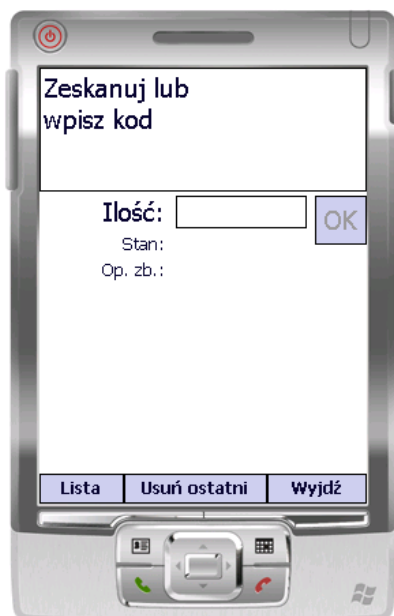 Zeskanuj lub
wpisz kod
Ilość: OK
Stan:
Op. zb.:
Lista Usuń ostatni Wyjdź